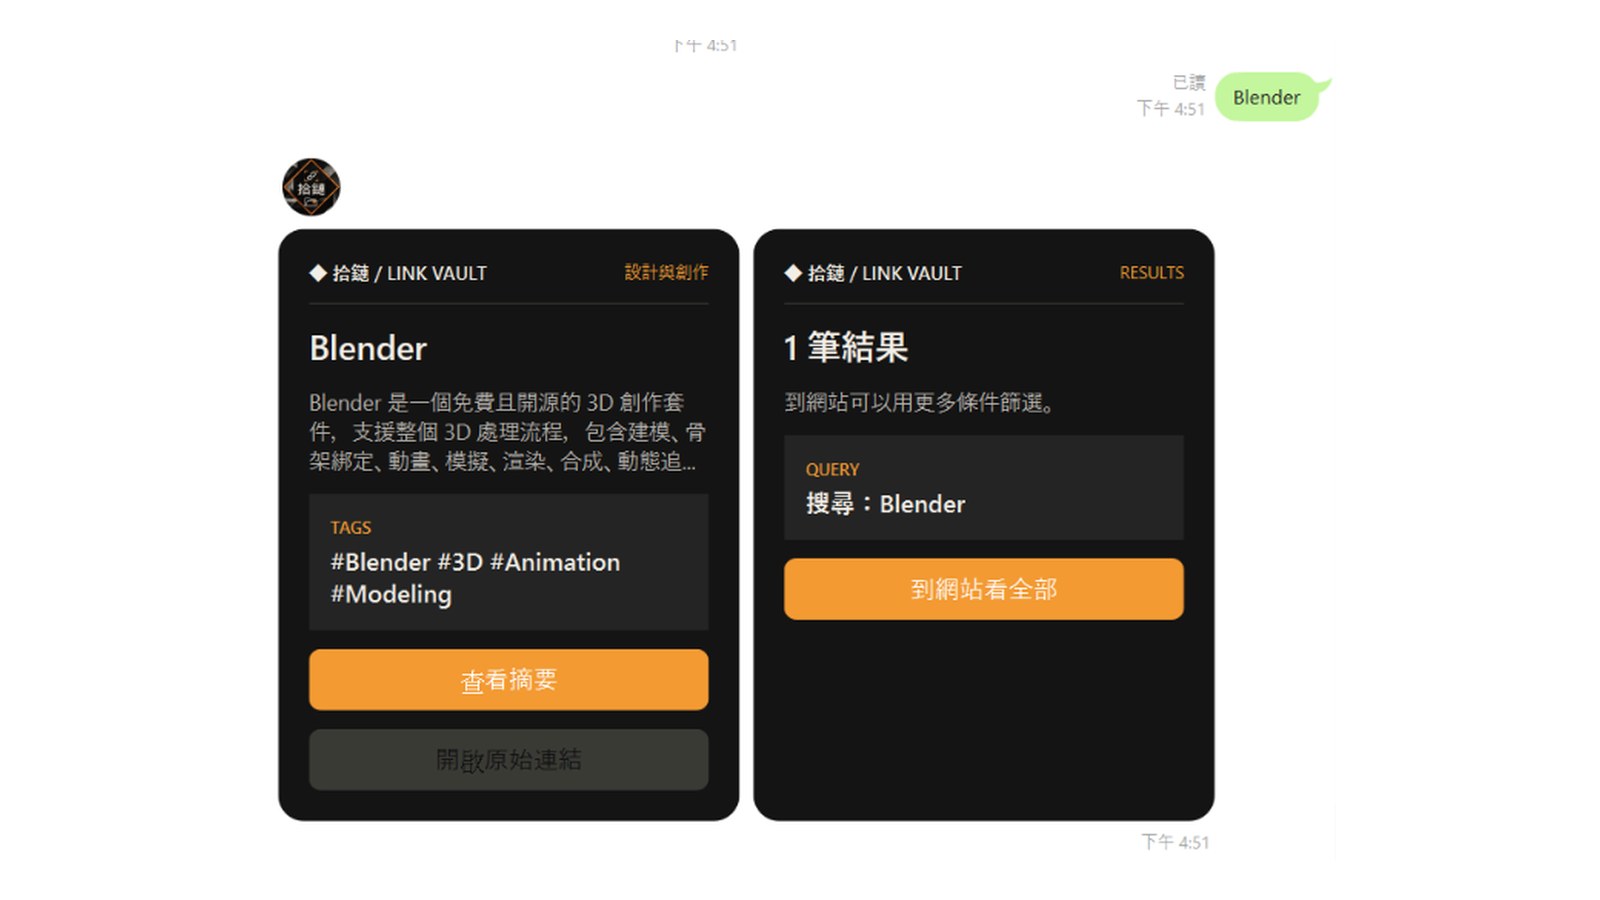 下午 4:51
已讀
下午 4:51
Blender
拾鏈
◆ 拾鏈 / LINK VAULT
設計與創作
Blender
Blender 是一個免費且開源的 3D 創作套
件，支援整個 3D 處理流程，包含建模、骨
架綁定、動畫、模擬、渲染、合成、動態追...
TAGS
#Blender #3D #Animation
#Modeling
查看摘要
開啟原始連結
◆ 拾鏈 / LINK VAULT
RESULTS
1 筆結果
到網站可以用更多條件篩選。
QUERY
搜尋：Blender
到網站看全部
下午 4:51